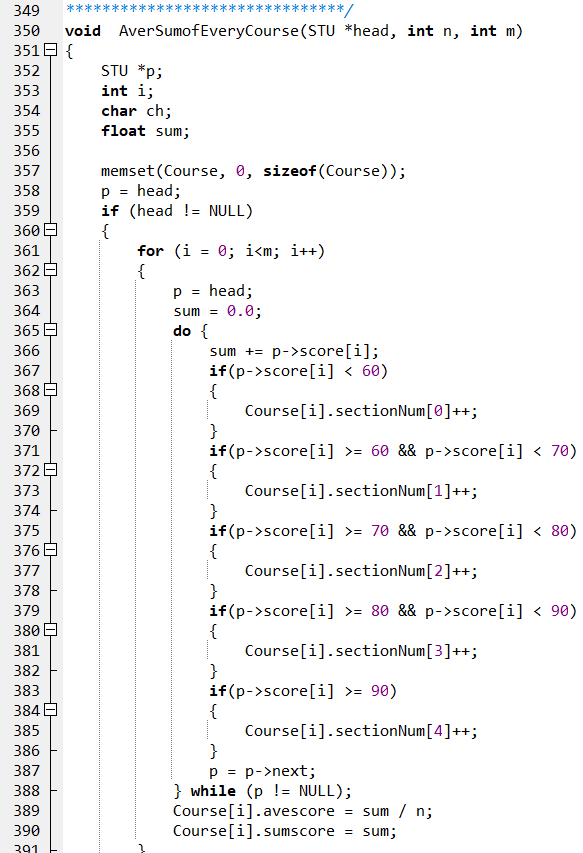 349 *******************************/
350 void  AverSumofEveryCourse(STU *head, int n, int m)
351 {
352     STU *p;
353     int i;
354     char ch;
355     float sum;
356
357     memset(Course, 0, sizeof(Course));
358     p = head;
359     if (head != NULL)
360     {
361         for (i = 0; i<m; i++)
362         {
363             p = head;
364             sum = 0.0;
365             do {
366                 sum += p->score[i];
367                 if(p->score[i] < 60)
368                 {
369                     Course[i].sectionNum[0]++;
370                 }
371                 if(p->score[i] >= 60 && p->score[i] < 70)
372                 {
373                     Course[i].sectionNum[1]++;
374                 }
375                 if(p->score[i] >= 70 && p->score[i] < 80)
376                 {
377                     Course[i].sectionNum[2]++;
378                 }
379                 if(p->score[i] >= 80 && p->score[i] < 90)
380                 {
381                     Course[i].sectionNum[3]++;
382                 }
383                 if(p->score[i] >= 90)
384                 {
385                     Course[i].sectionNum[4]++;
386                 }
387                 p = p->next;
388             } while (p != NULL);
389             Course[i].avescore = sum / n;
390             Course[i].sumscore = sum;
391         }